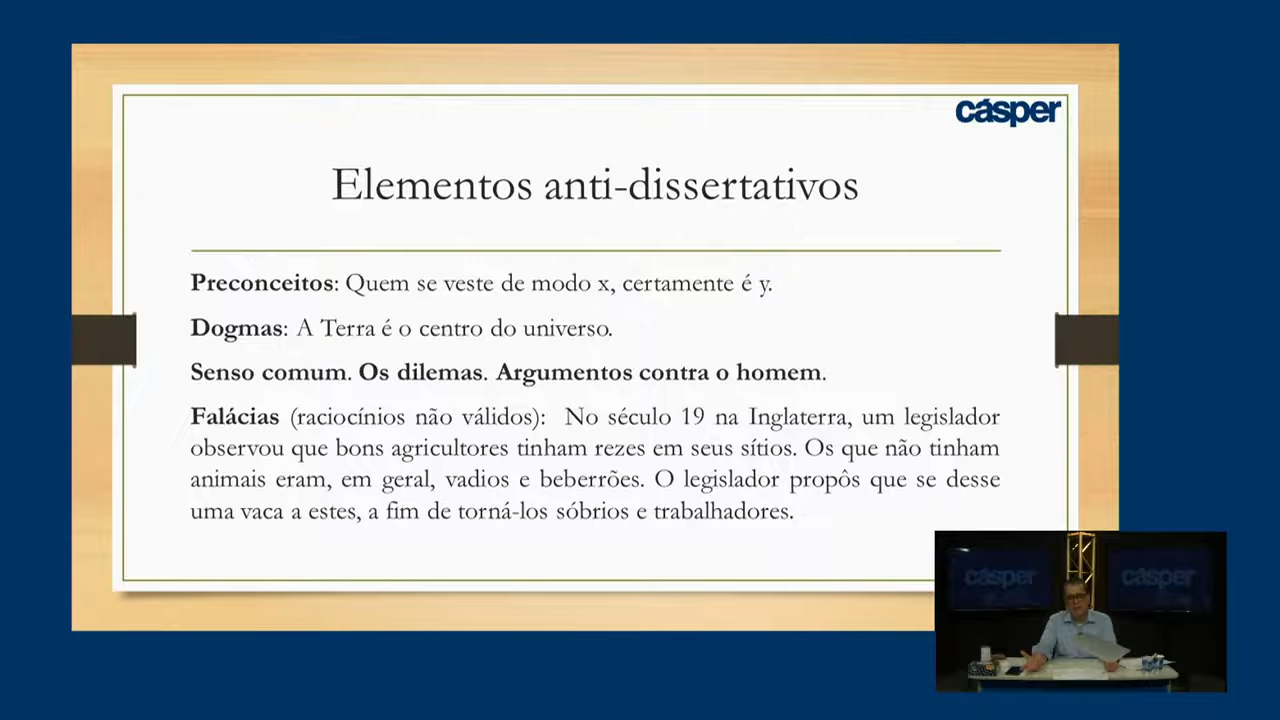 cásper
Elementos anti-dissertativos
Preconceitos: Quem se veste de modo x, certamente é y.
Dogmas: A Terra é o centro do universo.
Senso comum. Os dilemas. Argumentos contra o homem.
Falácias (raciocínios não válidos): No século 19 na Inglaterra, um legislador
observou que bons agricultores tinham rezes em seus sítios. Os que não tinham
animais eram, em geral, vadios e beberrões. O legislador propôs que se desse
uma vaca a estes, a fim de torná-los sóbrios e trabalhadores.
cásper
cásper